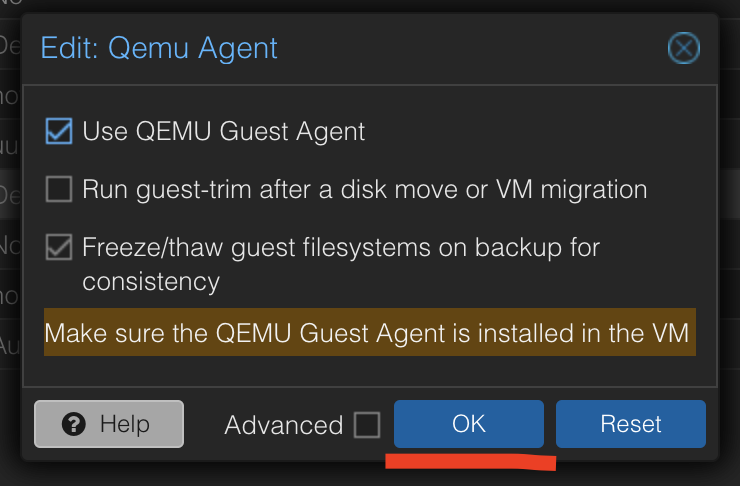 Edit: Qemu Agent
Use QEMU Guest Agent
Run guest-trim after a disk move or VM migration
Freeze/thaw guest filesystems on backup for
consistency
Make sure the QEMU Guest Agent is installed in the VM
Help
Advanced
OK
Reset